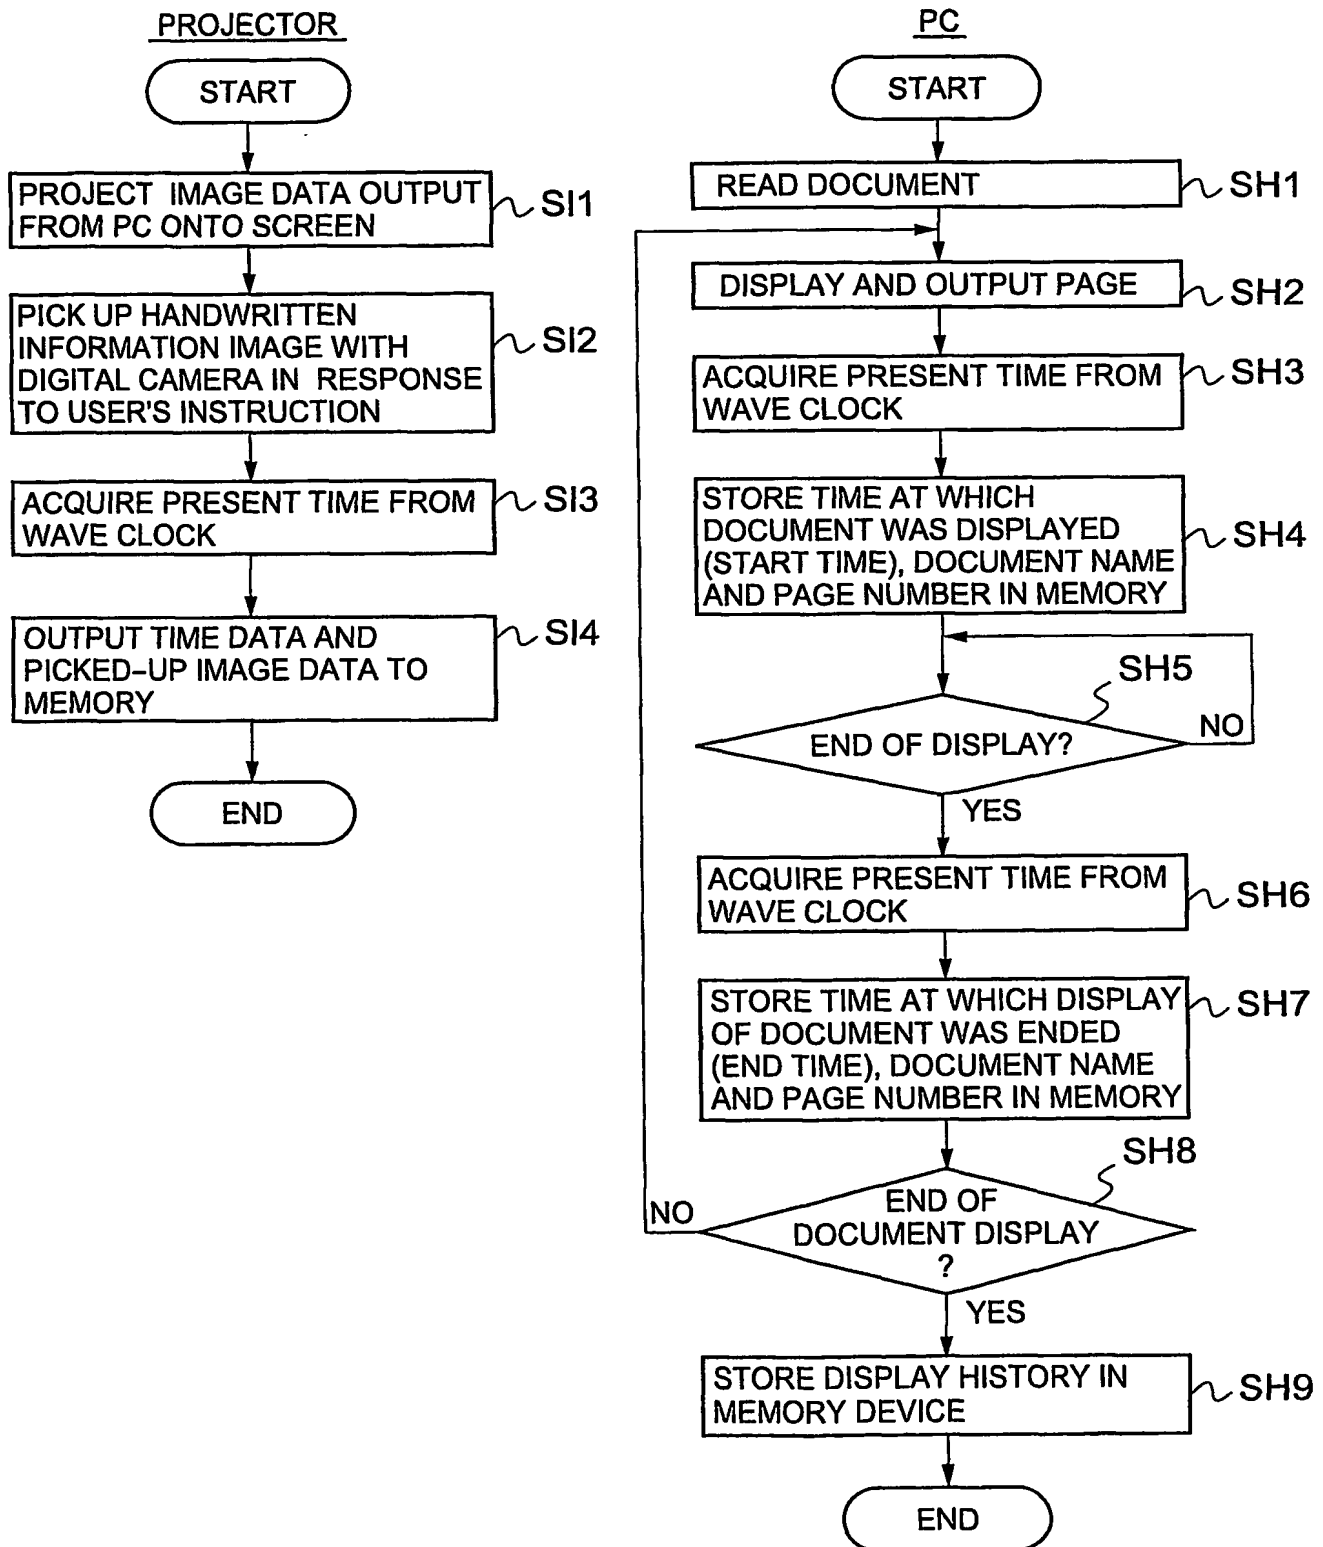 PROJECTOR
START
PROJECT IMAGE DATA OUTPUT
FROM PC ONTO SCREEN
SI1
PICK UP HANDWRITTEN
INFORMATION IMAGE WITH
DIGITAL CAMERA IN RESPONSE
TO USER'S INSTRUCTION
SI2
ACQUIRE PRESENT TIME FROM
WAVE CLOCK
SI3
OUTPUT TIME DATA AND
PICKED-UP IMAGE DATA TO
MEMORY
SI4
END
PC
START
READ DOCUMENT
SH1
DISPLAY AND OUTPUT PAGE
SH2
ACQUIRE PRESENT TIME FROM
WAVE CLOCK
SH3
STORE TIME AT WHICH
DOCUMENT WAS DISPLAYED
(START TIME), DOCUMENT NAME
AND PAGE NUMBER IN MEMORY
SH4
SH5
END OF DISPLAY?
NO
YES
ACQUIRE PRESENT TIME FROM
WAVE CLOCK
SH6
STORE TIME AT WHICH DISPLAY
OF DOCUMENT WAS ENDED
(END TIME), DOCUMENT NAME
AND PAGE NUMBER IN MEMORY
SH7
SH8
END OF
DOCUMENT DISPLAY
?
NO
YES
STORE DISPLAY HISTORY IN
MEMORY DEVICE
SH9
END